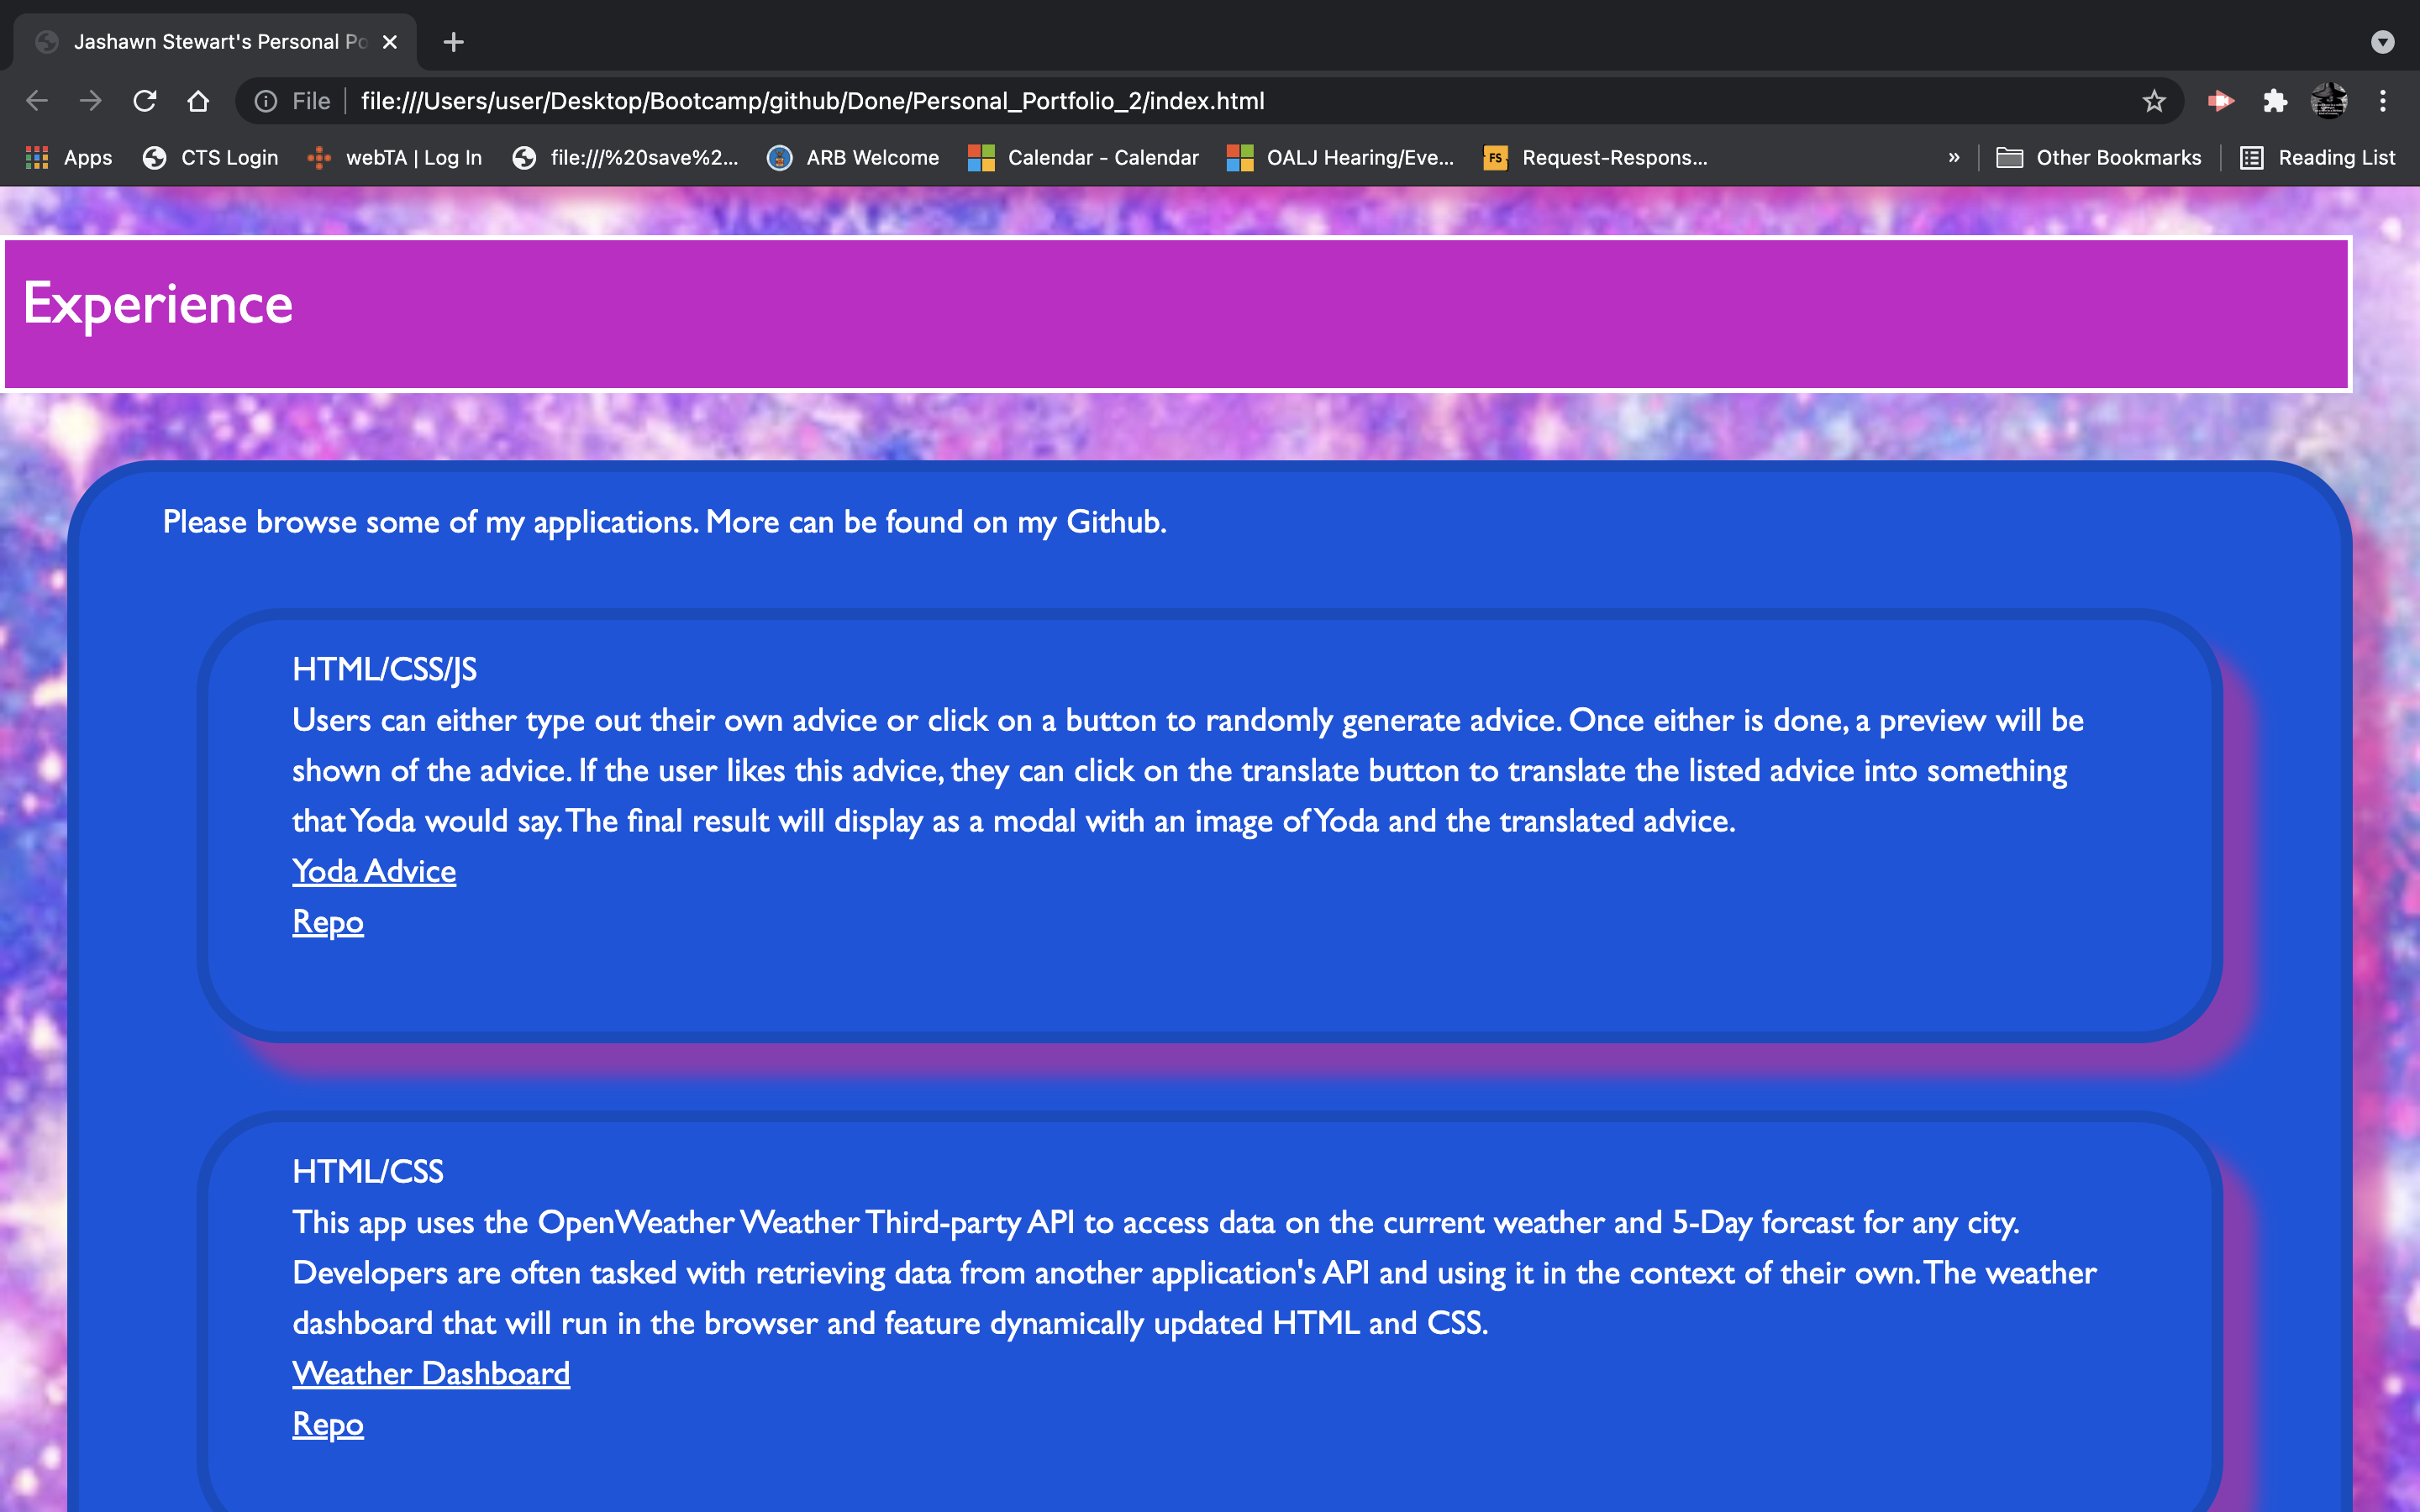 Jashawn Stewart's Personal Po
File file:///Users/user/Desktop/Bootcamp/github/Done/Personal_Portfolio_2/index.html
Apps CTS Login webTA | Log In file:///%20save%2... ARB Welcome Calendar - Calendar OALJ Hearing/Eve... FS Request-Respons... » Other Bookmarks Reading List
Experience
Please browse some of my applications. More can be found on my Github.
HTML/CSS/JS
Users can either type out their own advice or click on a button to randomly generate advice. Once either is done, a preview will be
shown of the advice. If the user likes this advice, they can click on the translate button to translate the listed advice into something
that Yoda would say. The final result will display as a modal with an image of Yoda and the translated advice.
Yoda Advice
Repo
HTML/CSS
This app uses the OpenWeather Weather Third-party API to access data on the current weather and 5-Day forcast for any city.
Developers are often tasked with retrieving data from another application's API and using it in the context of their own. The weather
dashboard that will run in the browser and feature dynamically updated HTML and CSS.
Weather Dashboard
Repo